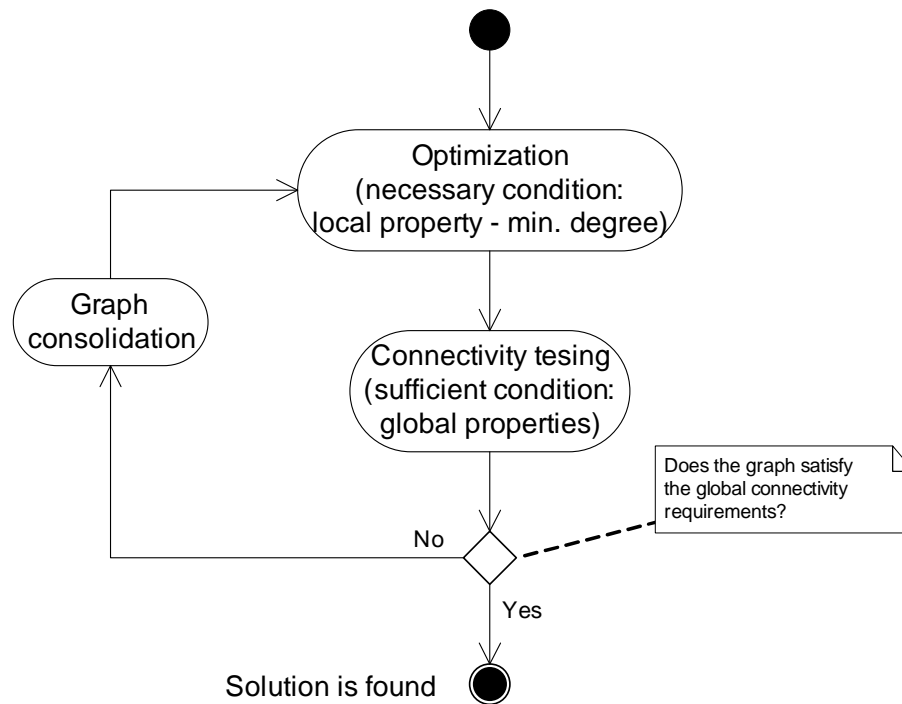 Optimization
(necessary condition:
local property - min. degree)
Graph
consolidation
Connectivity tesing
(sufficient condition:
global properties)
Does the graph satisfy
the global connectivity
requirements?
No
Yes
Solution is found